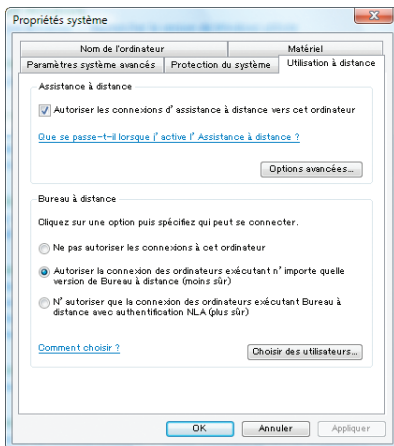 Propriétés système
Nom de l'ordinateur
Matériel
Paramètres système avancés
Protection du système
Utilisation à distance
Assistance à distance
Autoriser les connexions d'assistance à distance vers cet ordinateur
Que se passe-t-il lorsque j'active l'Assistance à distance ?
Options avancées...
Bureau à distance
Cliquez sur une option puis spécifiez qui peut se connecter.
Ne pas autoriser les connexions à cet ordinateur
Autoriser la connexion des ordinateurs exécutant n'importe quelle
version de Bureau à distance (moins sûr)
N'autoriser que la connexion des ordinateurs exécutant Bureau à
distance avec authentification NLA (plus sûr)
Comment choisir ?
Choisir des utilisateurs...
OK
Annuler
Appliquer